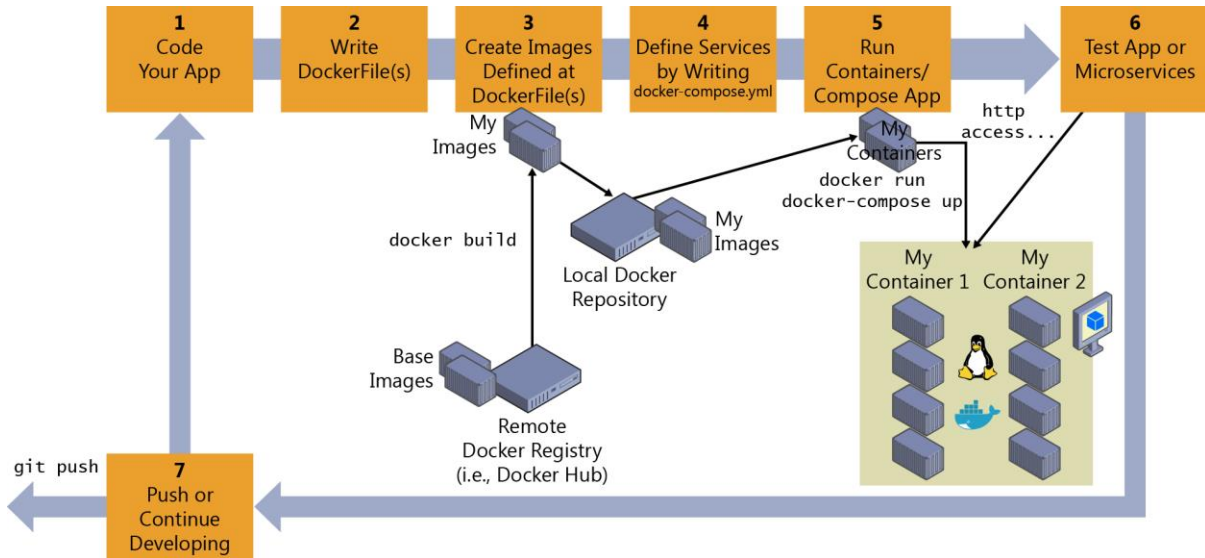 1
Code
Your App
2
Write
DockerFile(s)
3
Create Images
Defined at
DockerFile(s)
4
Define Services
by Writing
docker-compose.yml
5
Run
Containers/
Compose App
6
Test App or
Microservices
My
Images
My
Containers
http
access...
docker run
docker-compose up
docker build
My
Images
Local Docker
Repository
My
Container 1
My
Container 2
Base
Images
Remote
Docker Registry
(i.e., Docker Hub)
git push
7
Push or
Continue
Developing